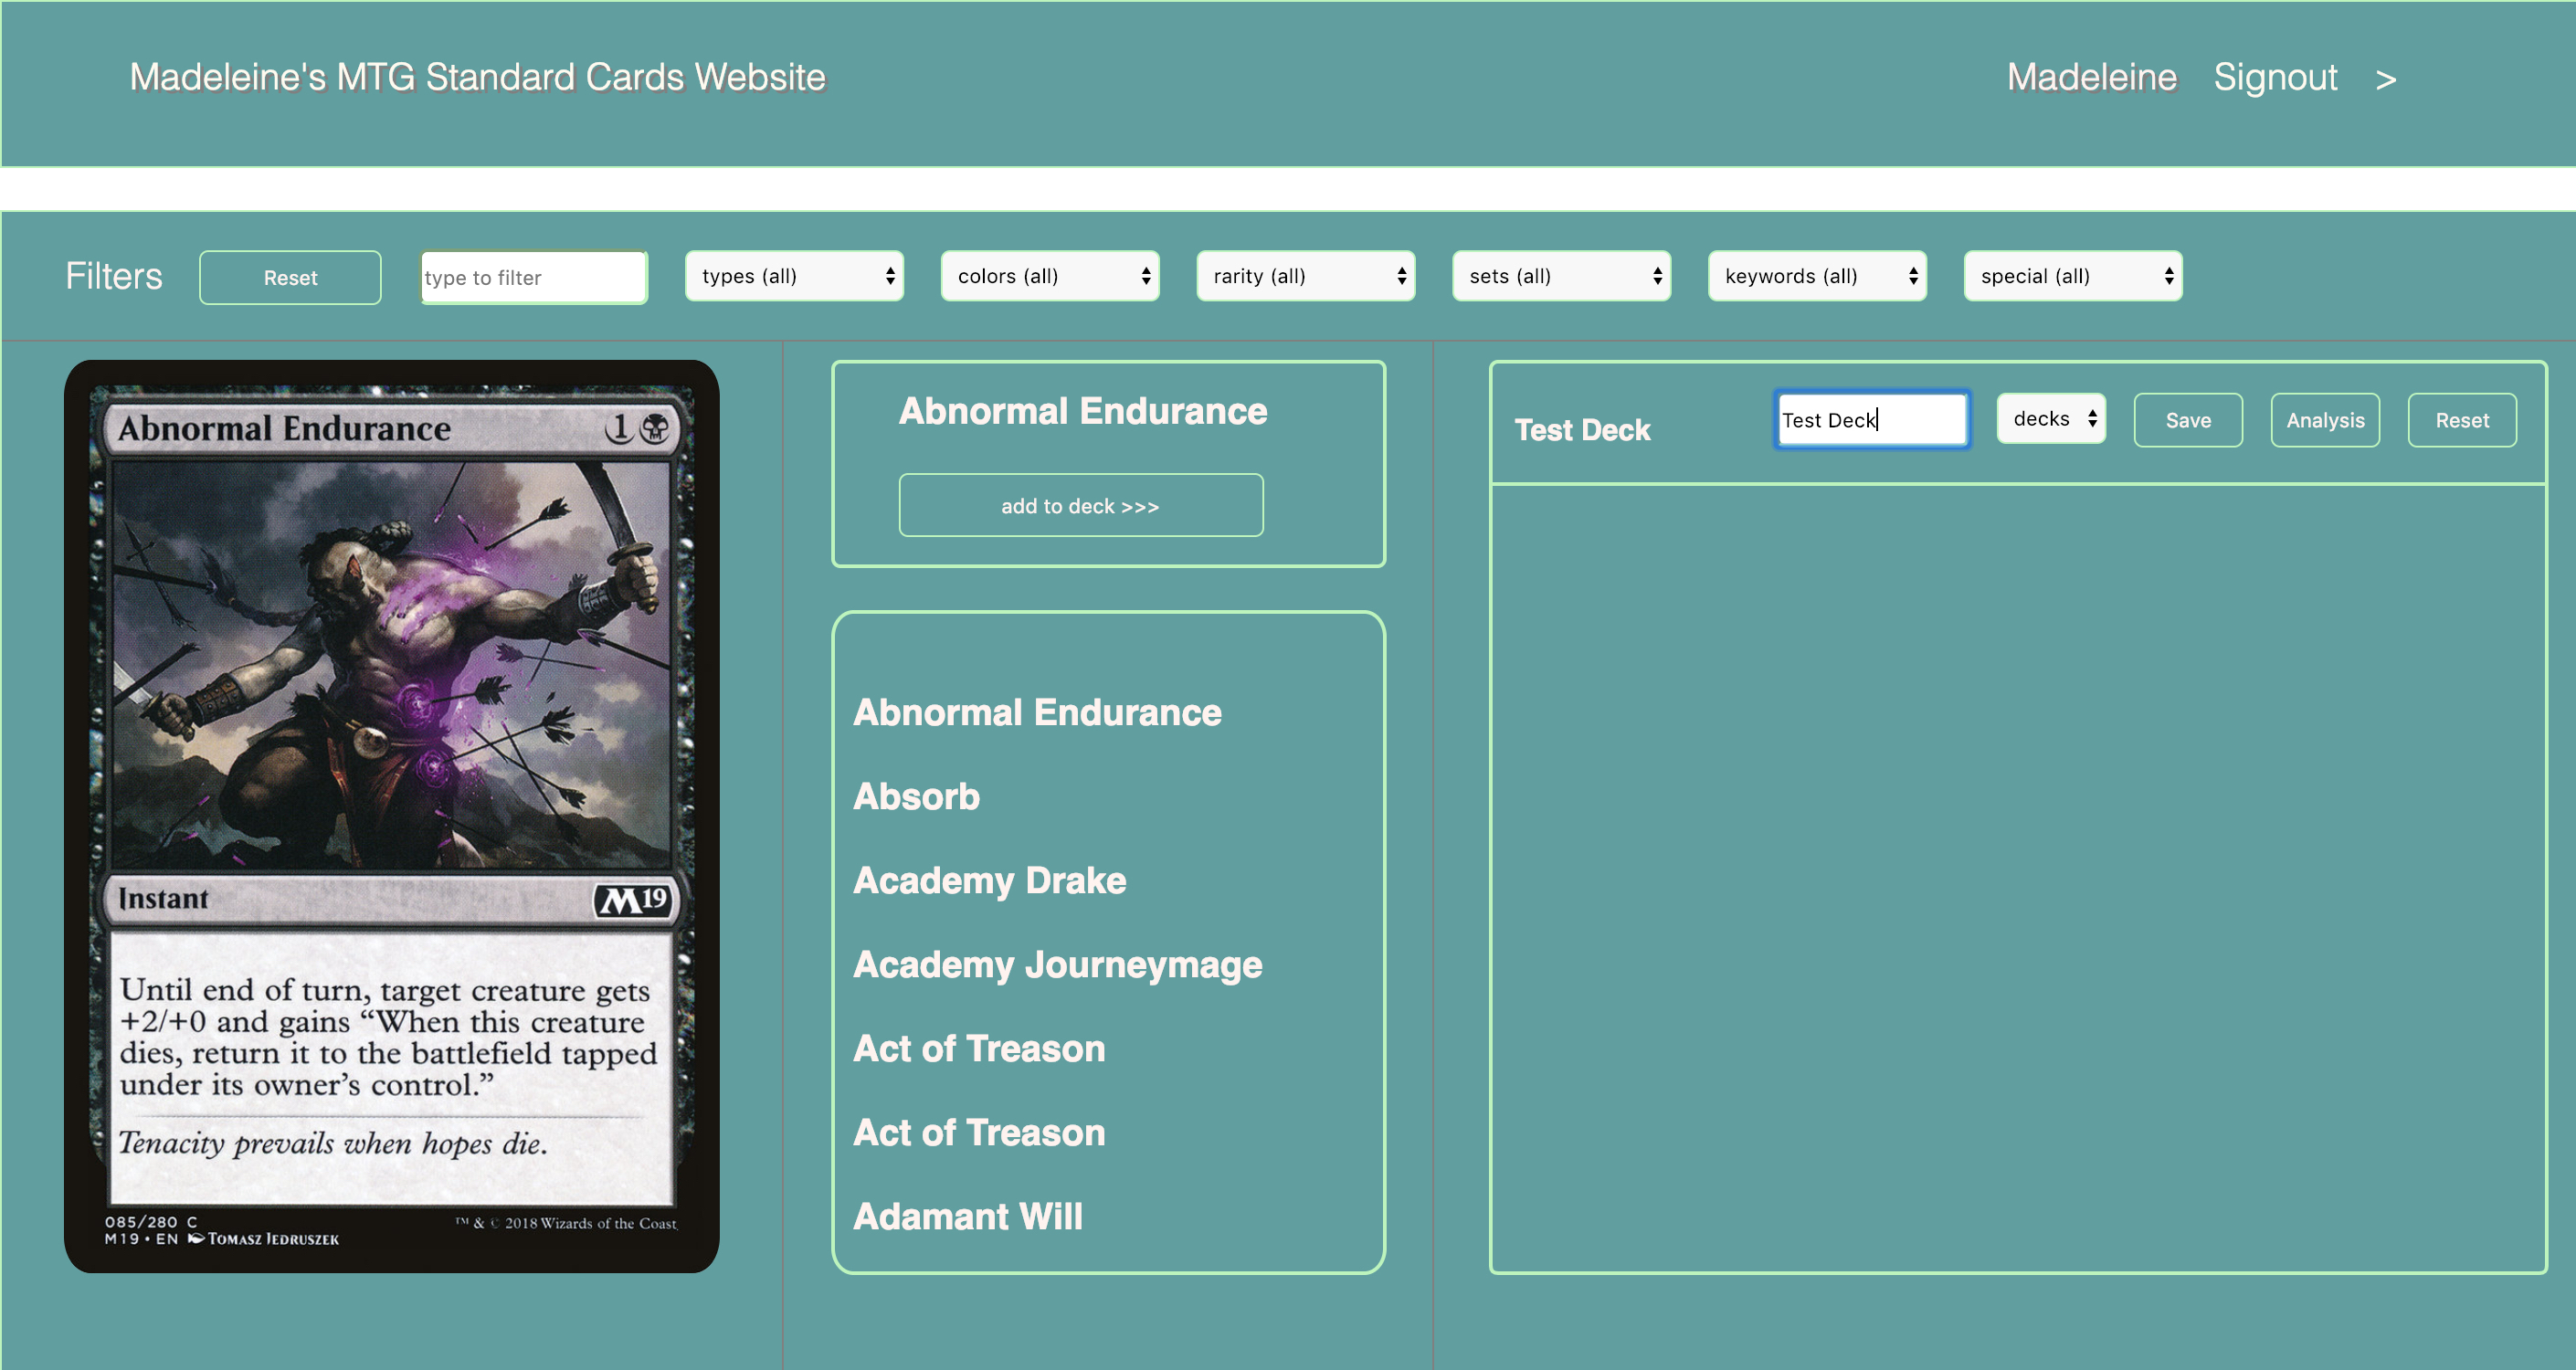 Madeleine's MTG Standard Cards Website
Madeleine Signout >
Filters Reset type to filter types (all) colors (all) rarity (all) sets (all) keywords (all) special (all)
Abnormal Endurance 1
Instant M19
Until end of turn, target creature gets
+2/+0 and gains “When this creature
dies, return it to the battlefield tapped
under its owner’s control.”
Tenacity prevails when hopes die.
085/280 C
M19 • EN Tomasz Jedruszek
™ & © 2018 Wizards of the Coast
Abnormal Endurance
add to deck >>>
Abnormal Endurance
Absorb
Academy Drake
Academy Journeymage
Act of Treason
Act of Treason
Adamant Will
Test Deck Test Deck decks Save Analysis Reset